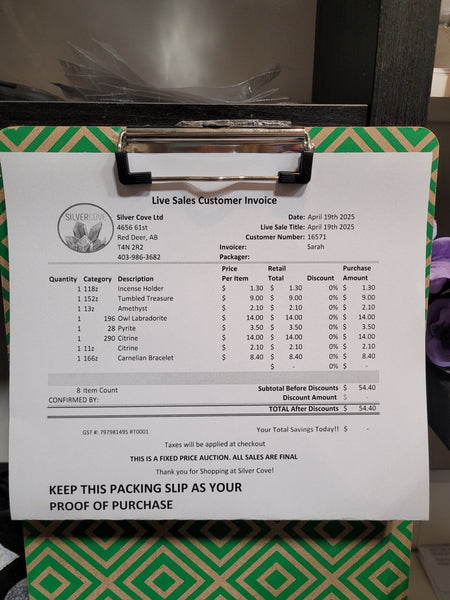 Live Sales Customer Invoice
SILVERCOVE
Silver Cove Ltd Date: April 19th 2025
4656 61st Live Sale Title: April 19th 2025
Red Deer, AB Customer Number: 16571
T4N 2R2 Invoicer: Sarah
403-986-3682 Packager:
Price Retail Purchase
Quantity Category Description Per Item Total Discount Amount
1 118z Incense Holder $ 1.30 $ 1.30 0% $ 1.30
1 152z Tumbled Treasure $ 9.00 $ 9.00 0% $ 9.00
1 13z Amethyst $ 2.10 $ 2.10 0% $ 2.10
1 196 Owl Labradorite $ 14.00 $ 14.00 0% $ 14.00
1 28 Pyrite $ 3.50 $ 3.50 0% $ 3.50
1 290 Citrine $ 14.00 $ 14.00 0% $ 14.00
1 11z Citrine $ 2.10 $ 2.10 0% $ 2.10
1 166z Carnelian Bracelet $ 8.40 $ 8.40 0% $ 8.40
$ - 0% $ -
8 Item Count Subtotal Before Discounts $ 54.40
CONFIRMED BY: Discount Amount $ -
TOTAL After Discounts $ 54.40
GST #: 797981495 RT0001 Your Total Savings Today!! $ -
Taxes will be applied at checkout
THIS IS A FIXED PRICE AUCTION. ALL SALES ARE FINAL
Thank you for Shopping at Silver Cove!
KEEP THIS PACKING SLIP AS YOUR
PROOF OF PURCHASE